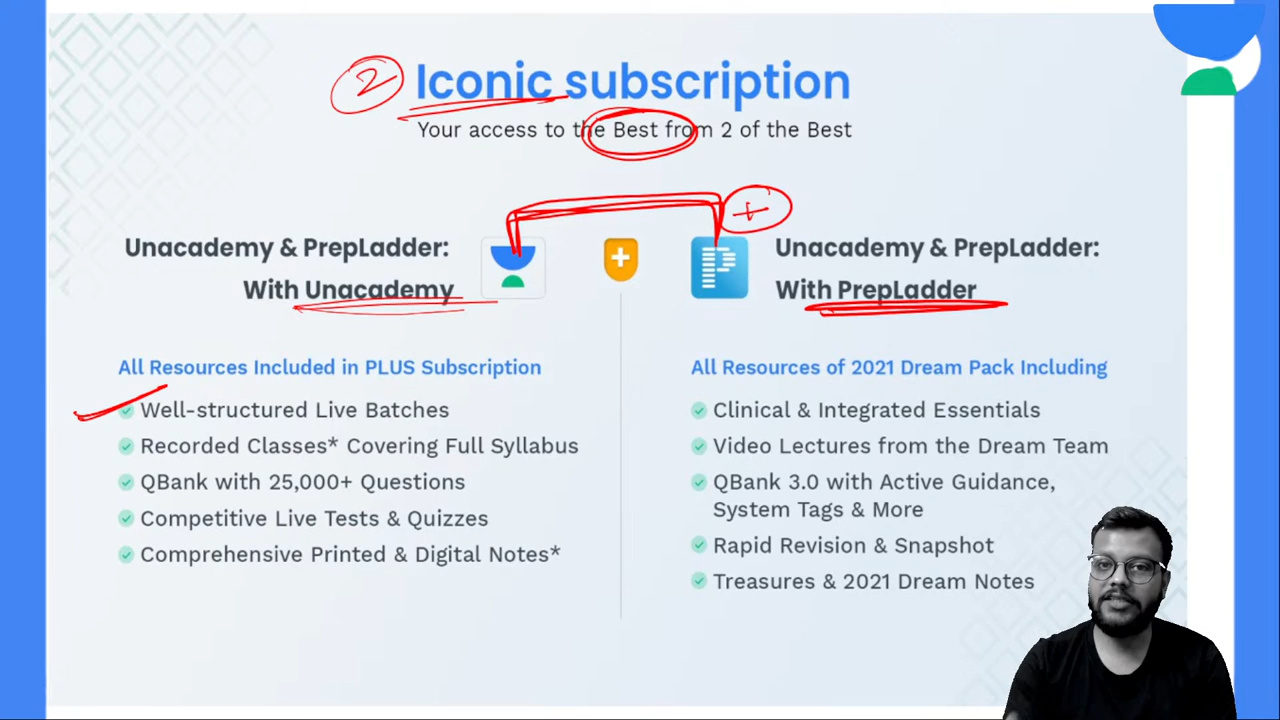 2 Iconic subscription
Your access to the Best from 2 of the Best
+
Unacademy & PrepLadder:
With Unacademy
+
P
Unacademy & PrepLadder:
With PrepLadder
All Resources Included in PLUS Subscription
Well-structured Live Batches
Recorded Classes* Covering Full Syllabus
QBank with 25,000+ Questions
Competitive Live Tests & Quizzes
Comprehensive Printed & Digital Notes*
All Resources of 2021 Dream Pack Including
Clinical & Integrated Essentials
Video Lectures from the Dream Team
QBank 3.0 with Active Guidance,
System Tags & More
Rapid Revision & Snapshot
Treasures & 2021 Dream Notes